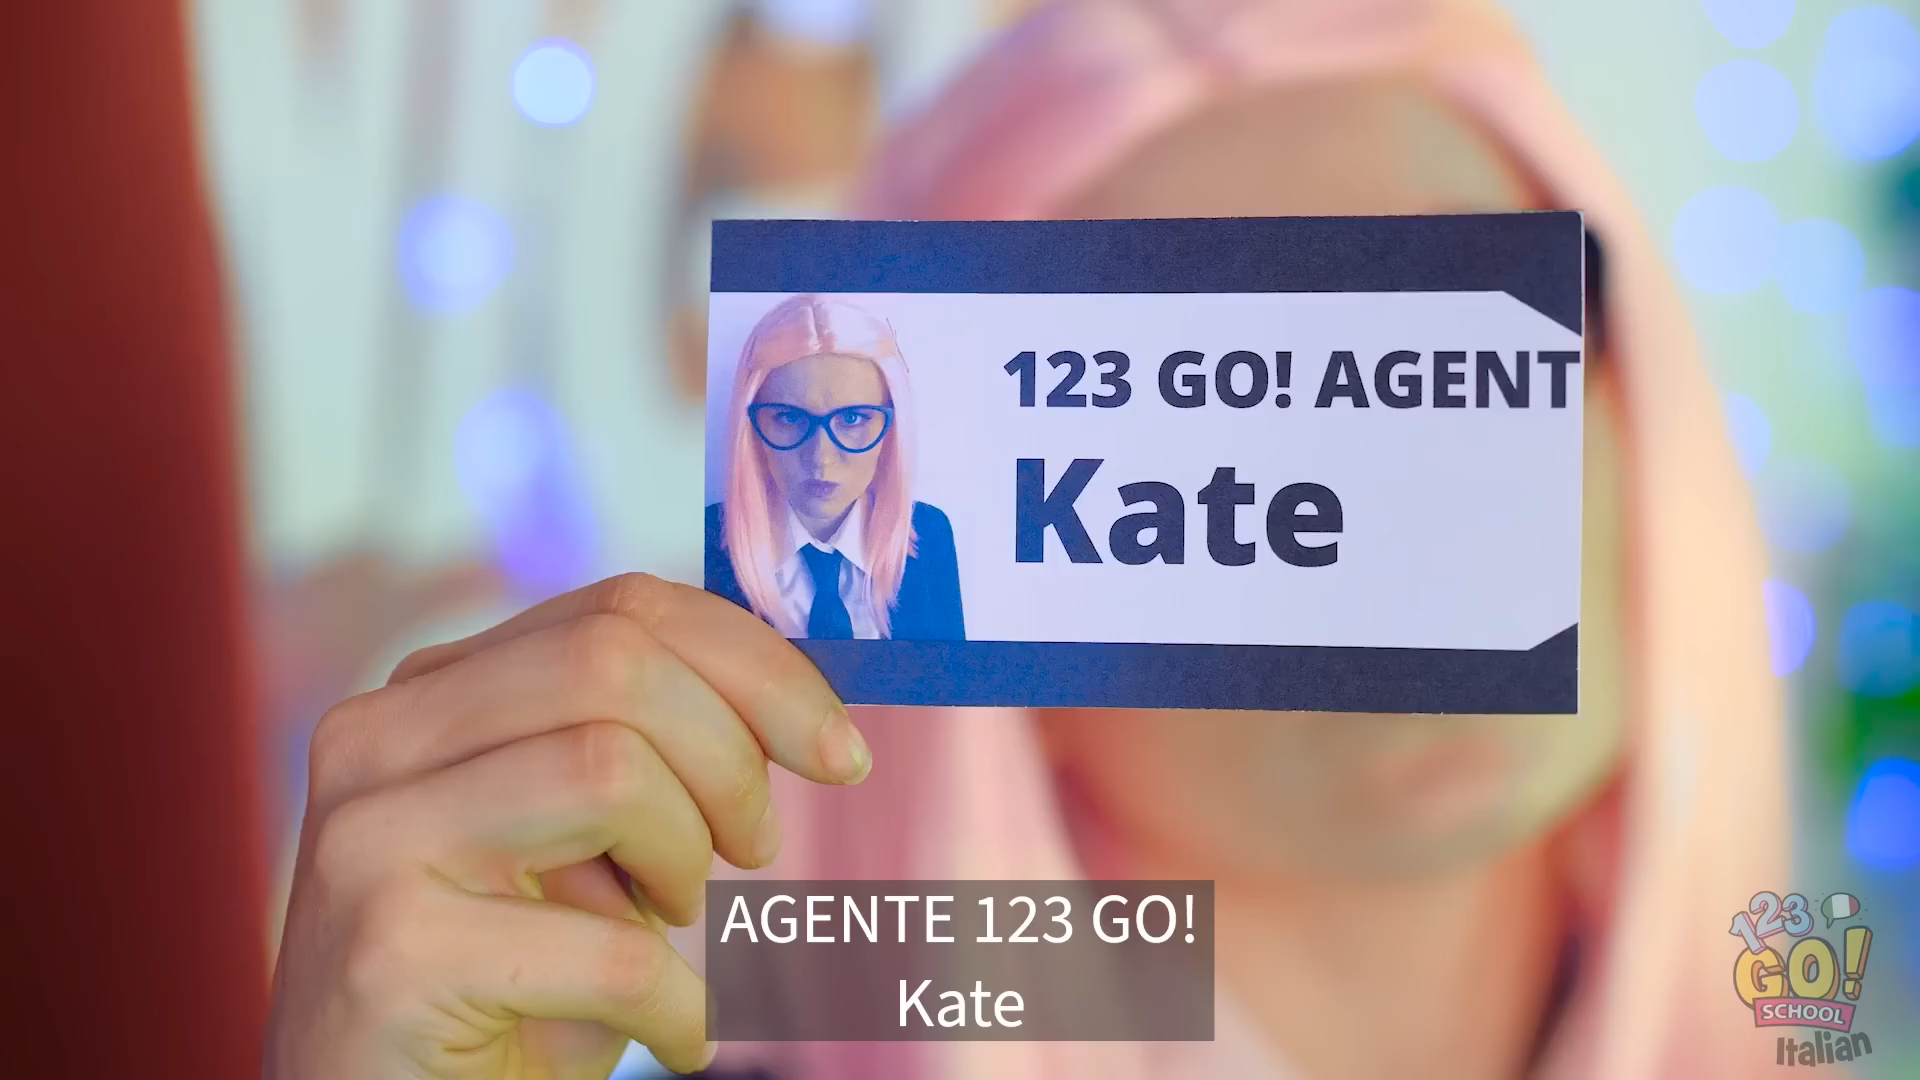 123 GO! AGENT
Kate
AGENTE 123 GO!
Kate
123
GO!
SCHOOL
Italian